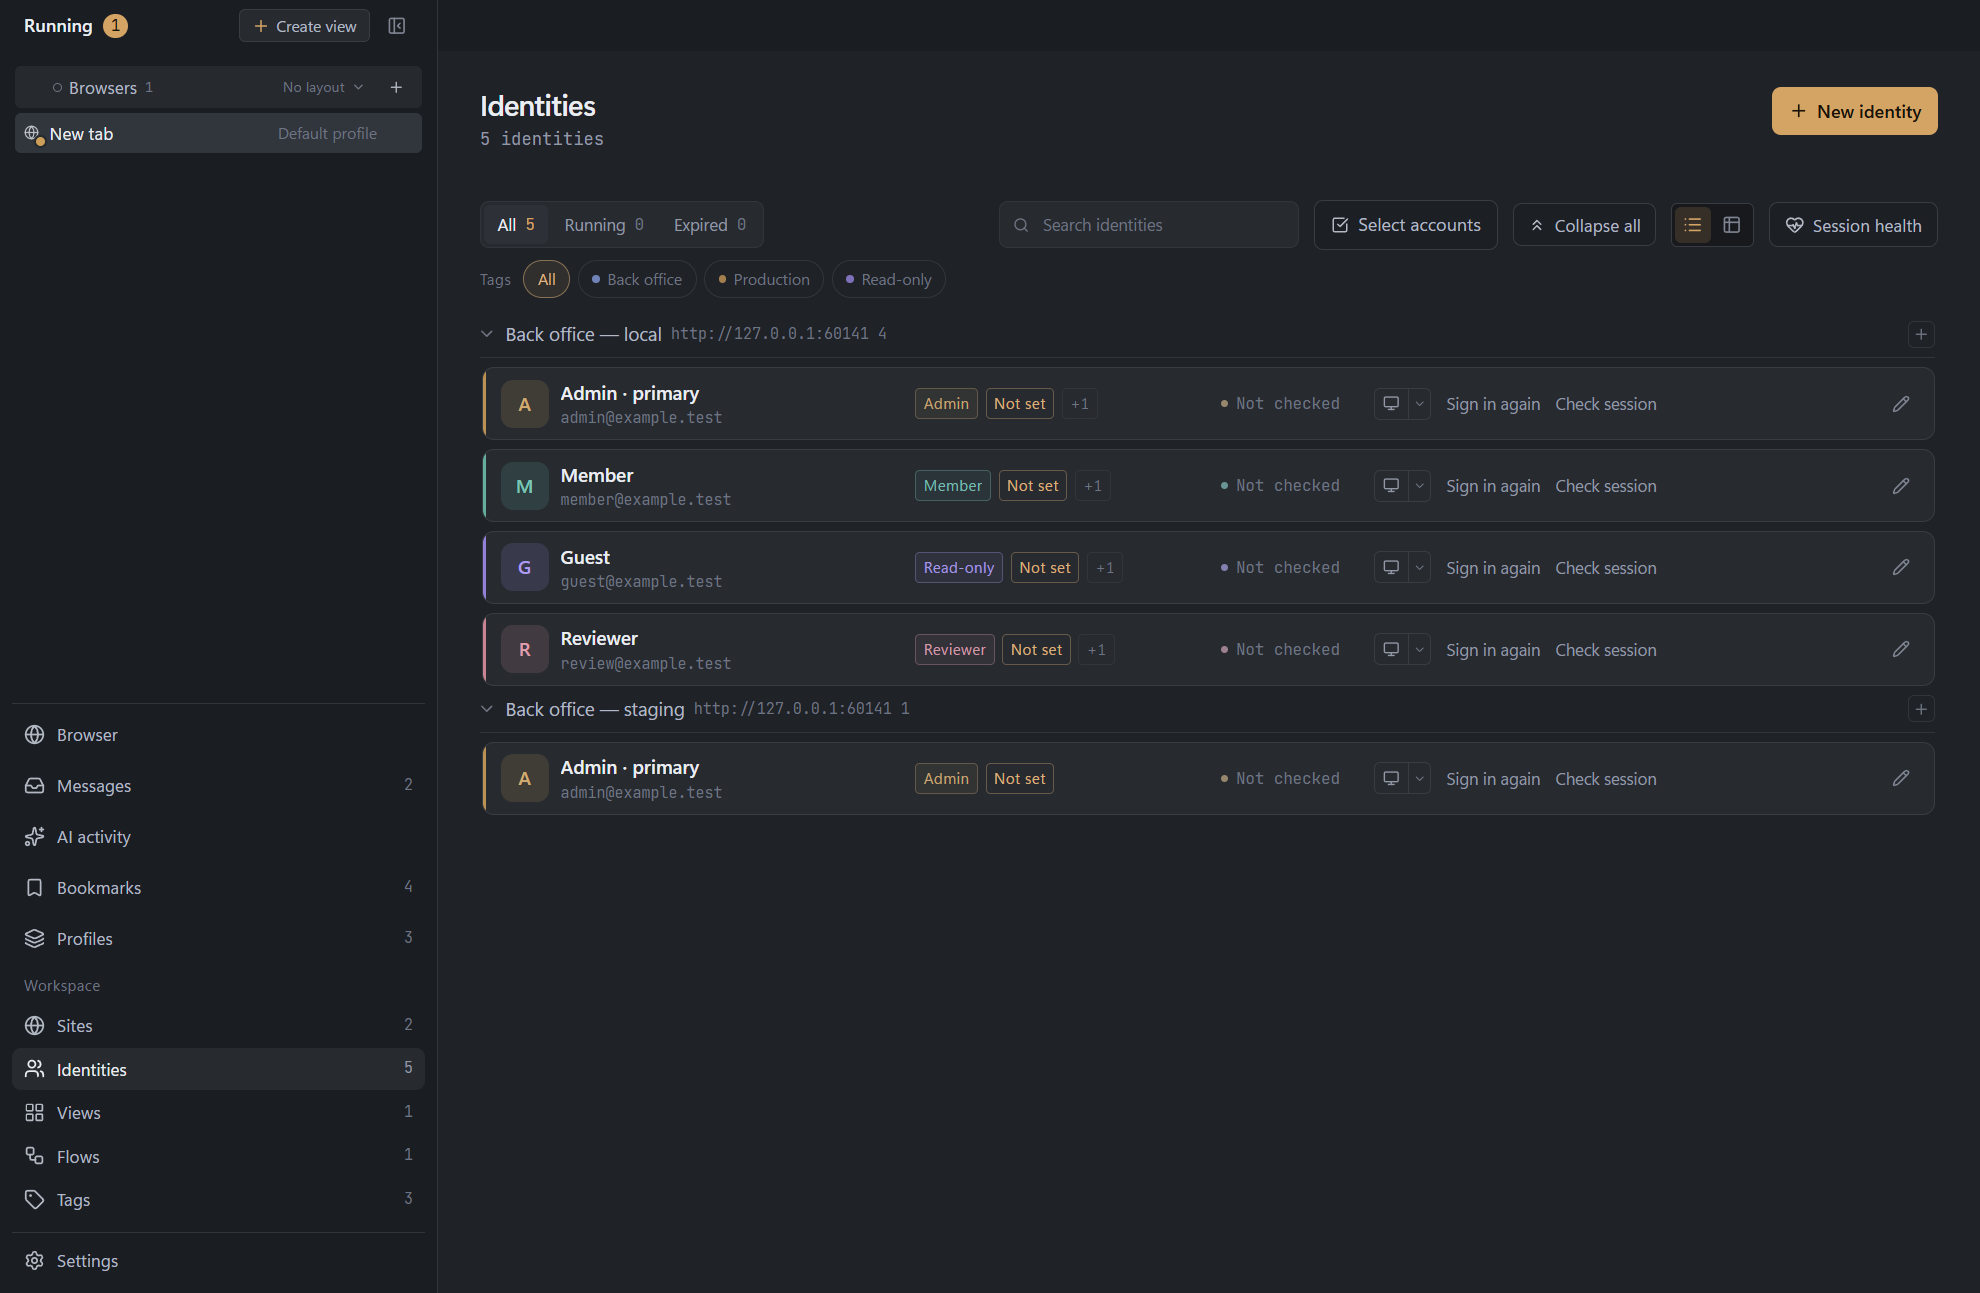 Running 1
Create view
Browsers 1
No layout
New tab
Default profile
Browser
Messages 2
AI activity
Bookmarks 4
Profiles 3
Workspace
Sites 2
Identities 5
Views 1
Flows 1
Tags 3
Settings
Identities
5 identities
New identity
All 5
Running 0
Expired 0
Search identities
Select accounts
Collapse all
Session health
Tags
All
Back office
Production
Read-only
Back office — local http://127.0.0.1:60141 4
A
Admin · primary
admin@example.test
Admin
Not set
+1
Not checked
Sign in again
Check session
M
Member
member@example.test
Member
Not set
+1
Not checked
Sign in again
Check session
G
Guest
guest@example.test
Read-only
Not set
+1
Not checked
Sign in again
Check session
R
Reviewer
review@example.test
Reviewer
Not set
+1
Not checked
Sign in again
Check session
Back office — staging http://127.0.0.1:60141 1
A
Admin · primary
admin@example.test
Admin
Not set
Not checked
Sign in again
Check session